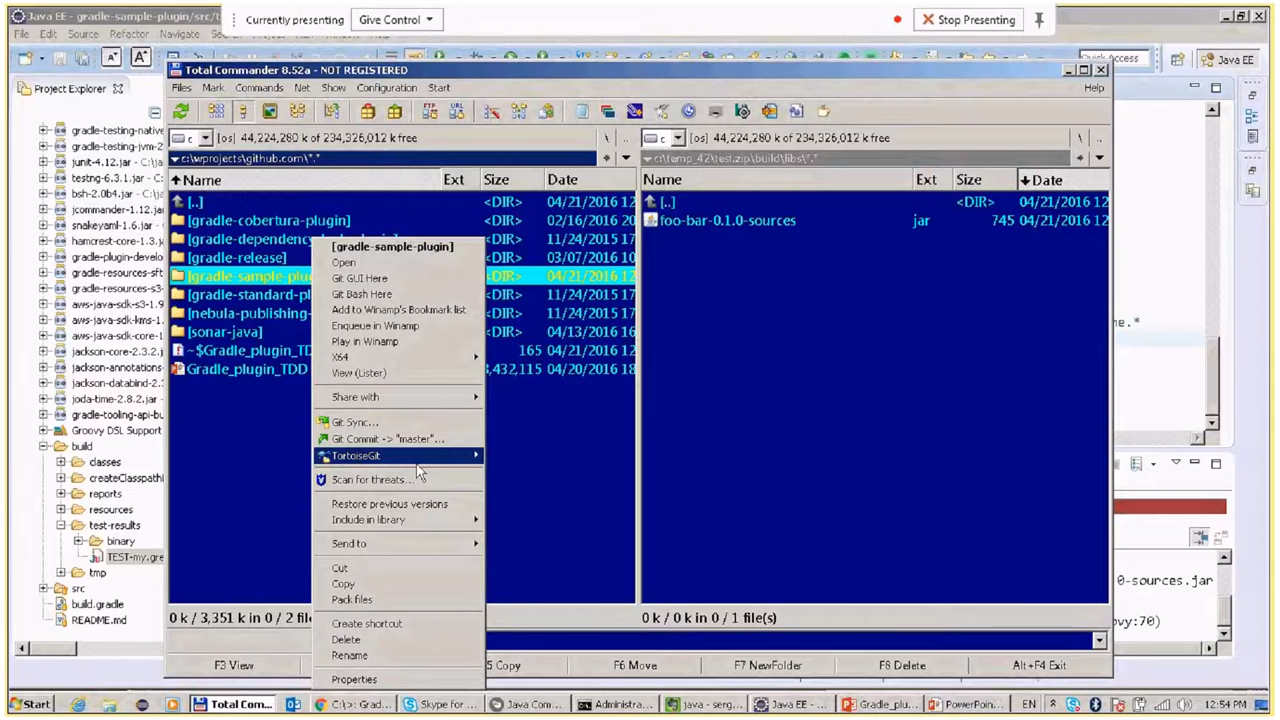 Java EE - gradle-sample-plugin/src/
Currently presenting
Give Control
Stop Presenting
File Edit Source Refactor Navigate
Quick Access
Java EE
Project Explorer
gradle-testing-native
gradle-testing-jvm-2
junit-4.12.jar - C:\
testng-6.3.1.jar
bsh-2.0b4.jar - C:\
jcommander-1.12.jar
snakeyaml-1.6.jar
hamcrest-core-1.3.
gradle-plugin-develo
gradle-resources-sft
gradle-resources-s3
aws-java-sdk-s3-1.9
aws-java-sdk-kms-1.
aws-java-sdk-core-1
jackson-core-2.3.2.j
jackson-annotations
jackson-databind-2.3
joda-time-2.8.2.jar
gradle-tooling-api-bu
Groovy DSL Support
build
classes
createClasspath
reports
resources
test-results
binary
TEST-my.gre
tmp
src
build.gradle
README.md
Total Commander 8.52a - NOT REGISTERED
Files Mark Commands Net Show Configuration Start
Help
c [os] 44,224,280 k of 234,326,012 k free \ ..
c:\wprojects\github.com\*.*
Name Ext Size Date
[..] <DIR> 04/21/2016 12
[gradle-cobertura-plugin] <DIR> 02/16/2016 20
[gradle-dependency <DIR> 11/24/2015 17
[gradle-release] <DIR> 03/07/2016 10
[gradle-sample-plu <DIR> 04/21/2016 12
[gradle-standard-pl <DIR> 11/24/2015 17
[nebula-publishing- <DIR> 11/24/2015 17
[sonar-java] <DIR> 04/13/2016 10
~$Gradle_plugin_TD 165 04/21/2016 12
Gradle_plugin_TDD 3,432,115 04/20/2016 18
0 k / 3,351 k in 0 / 2 file
c [os] 44,224,280 k of 234,326,012 k free \ ..
c:\temp_42\test.zip\build\libs\*.*
Name Ext Size Date
[..] <DIR> 04/21/2016 12
foo-bar-0.1.0-sources jar 745 04/21/2016 12
0 k / 0 k in 0 / 1 file(s)
[gradle-sample-plugin]
Open
Git GUI Here
Git Bash Here
Add to Winamp's Bookmark list
Enqueue in Winamp
Play in Winamp
X64
View (Lister)
Share with
Git Sync...
Git Commit -> "master"...
TortoiseGit
Scan for threats...
Restore previous versions
Include in library
Send to
Cut
Copy
Pack files
Create shortcut
Delete
Rename
Properties
F3 View 5 Copy F6 Move F7 NewFolder F8 Delete Alt+F4 Exit
e.*
0-sources.jar
vy:70)
Start
Total Com...
C:\>: Grad...
Skype for ...
Java Com...
Administra...
java - serg...
Java EE - ...
Gradle_plu...
PowerPoin...
EN
12:54 PM